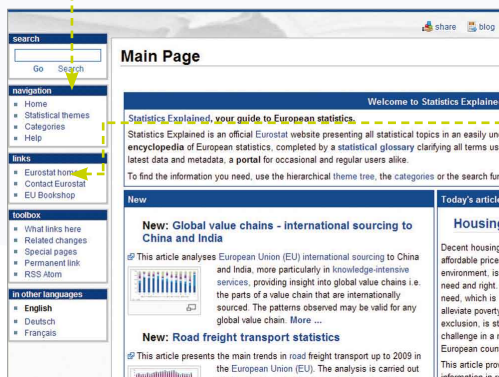 share blog
search
Main Page
Go Search
navigation
Home
Statistical themes
Categories
Help
links
Eurostat home
Contact Eurostat
EU Bookshop
toolbox
What links here
Related changes
Special pages
Permanent link
RSS Atom
in other languages
English
Deutsch
Français
Welcome to Statistics Explaine
Statistics Explained, your guide to European statistics.
Statistics Explained is an official Eurostat website presenting all statistical topics in an easily un
encyclopedia of European statistics, completed by a statistical glossary clarifying all terms us
latest data and metadata, a portal for occasional and regular users alike.
To find the information you need, use the hierarchical theme tree, the categories or the search fun
New
New: Global value chains - international sourcing to
China and India
This article analyses European Union (EU) international sourcing to China
and India, more particularly in knowledge-intensive
services, providing insight into global value chains i.e.
the parts of a value chain that are internationally
sourced. The patterns observed may be valid for any
global value chain. More ...
New: Road freight transport statistics
This article presents the main trends in road freight transport up to 2009 in
the European Union (EU). The analysis is carried out
Today's article
Housing
Decent housing
affordable price
environment, is
need and right.
need, which is
alleviate poverty
exclusion, is st
challenge in a n
European coun
This article pro